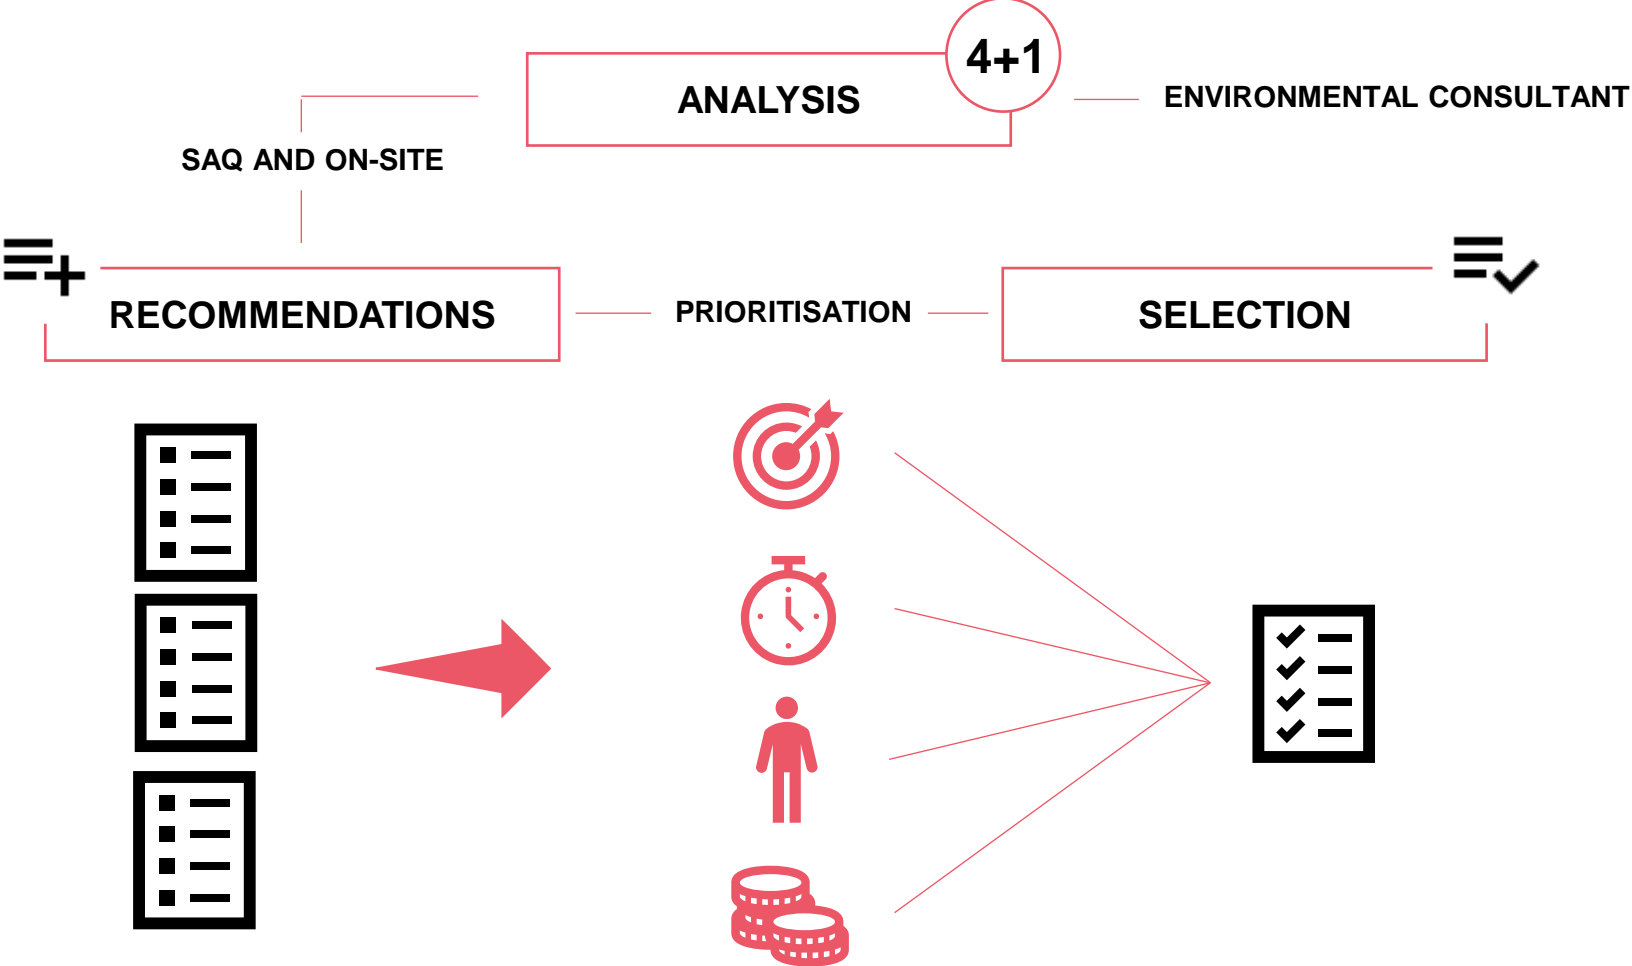 4+1
ANALYSIS
ENVIRONMENTAL CONSULTANT
SAQ AND ON-SITE
RECOMMENDATIONS
PRIORITISATION
SELECTION